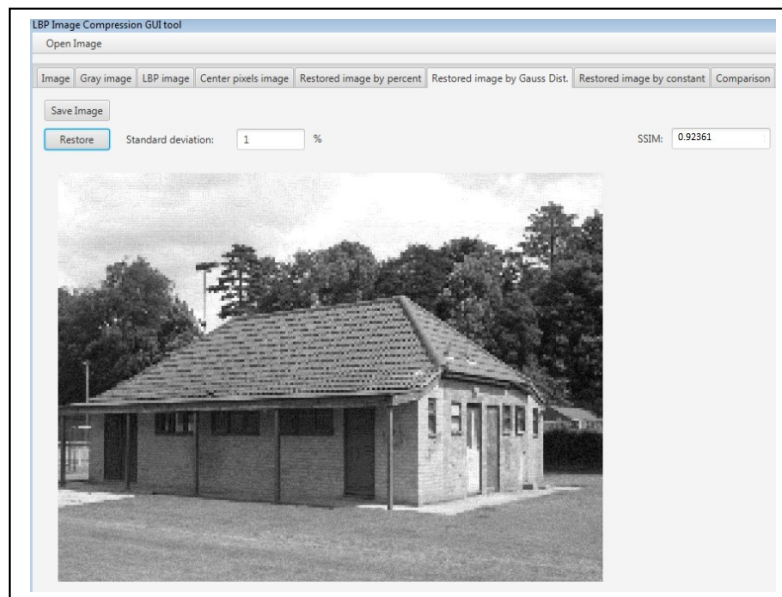 LBP Image Compression GUI tool
Open Image
Image Gray image LBP image Center pixels image Restored image by percent Restored image by Gauss Dist. Restored image by constant Comparison
Save Image
Restore Standard deviation: 1 % SSIM: 0.92361